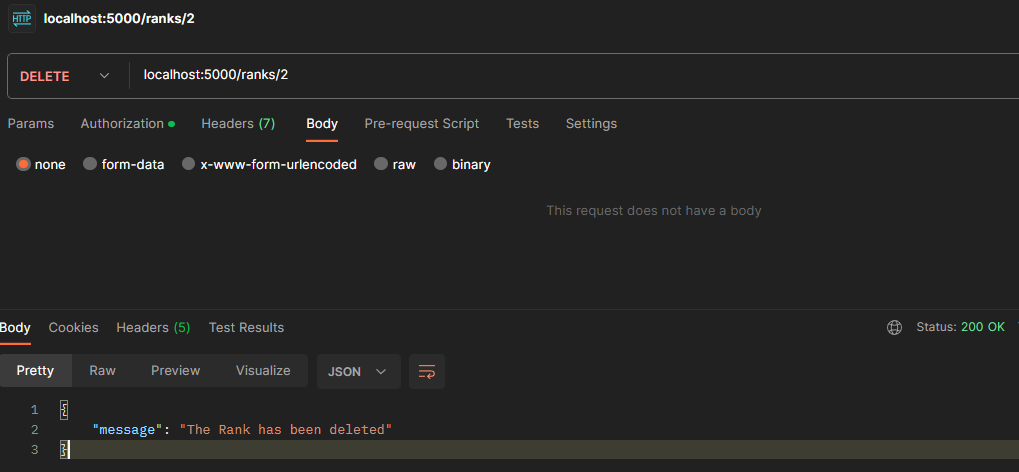 HTTP localhost:5000/ranks/2
DELETE localhost:5000/ranks/2
Params Authorization Headers (7) Body Pre-request Script Tests Settings
none form-data x-www-form-urlencoded raw binary
This request does not have a body
Body Cookies Headers (5) Test Results Status: 200 OK
Pretty Raw Preview Visualize JSON
1 {
2 "message": "The Rank has been deleted"
3 }